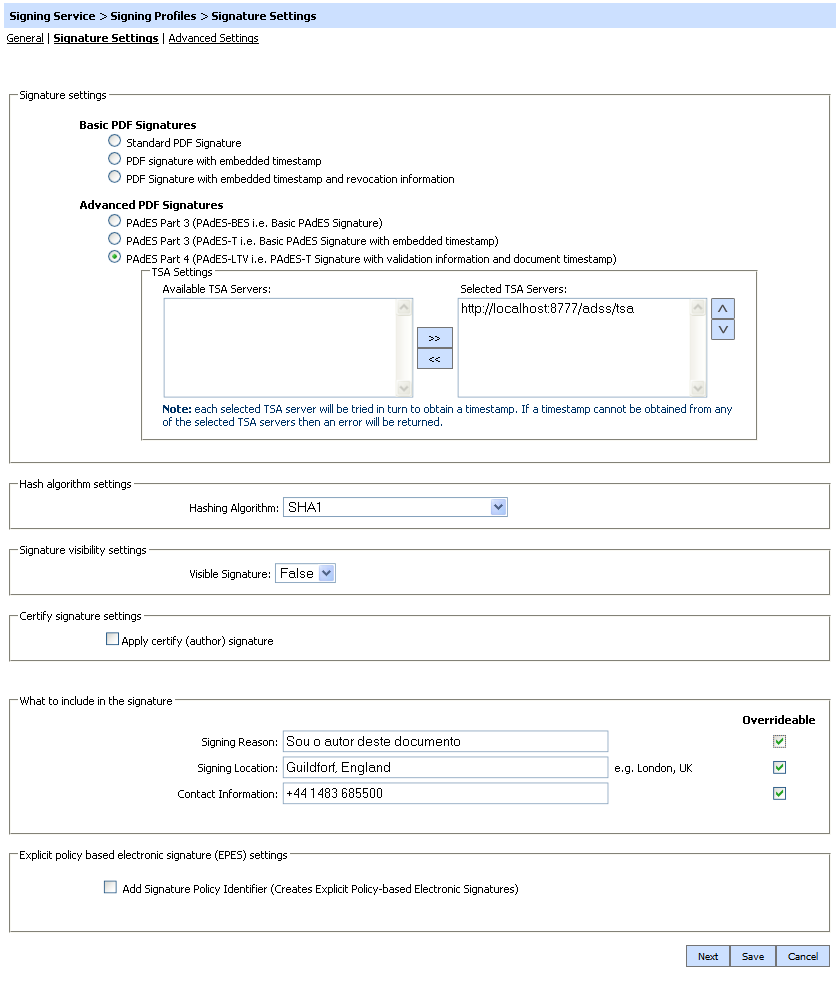 Signing Service > Signing Profiles > Signature Settings
General | Signature Settings | Advanced Settings
Signature settings
Basic PDF Signatures
Standard PDF Signature
PDF signature with embedded timestamp
PDF Signature with embedded timestamp and revocation information
Advanced PDF Signatures
PAdES Part 3 (PAdES-BES i.e. Basic PAdES Signature)
PAdES Part 3 (PAdES-T i.e. Basic PAdES Signature with embedded timestamp)
PAdES Part 4 (PAdES-LTV i.e. PAdES-T Signature with validation information and document timestamp)
TSA Settings
Available TSA Servers: Selected TSA Servers:
http://localhost:8777/adss/tsa
>>
<<
Note: each selected TSA server will be tried in turn to obtain a timestamp. If a timestamp cannot be obtained from any
of the selected TSA servers then an error will be returned.
Hash algorithm settings
Hashing Algorithm: SHA1
Signature visibility settings
Visible Signature: False
Certify signature settings
Apply certify (author) signature
What to include in the signature
Overrideable
Signing Reason: Sou o autor deste documento
Signing Location: Guildforf, England e.g. London, UK
Contact Information: +44 1483 685500
Explicit policy based electronic signature (EPES) settings
Add Signature Policy Identifier (Creates Explicit Policy-based Electronic Signatures)
Next Save Cancel